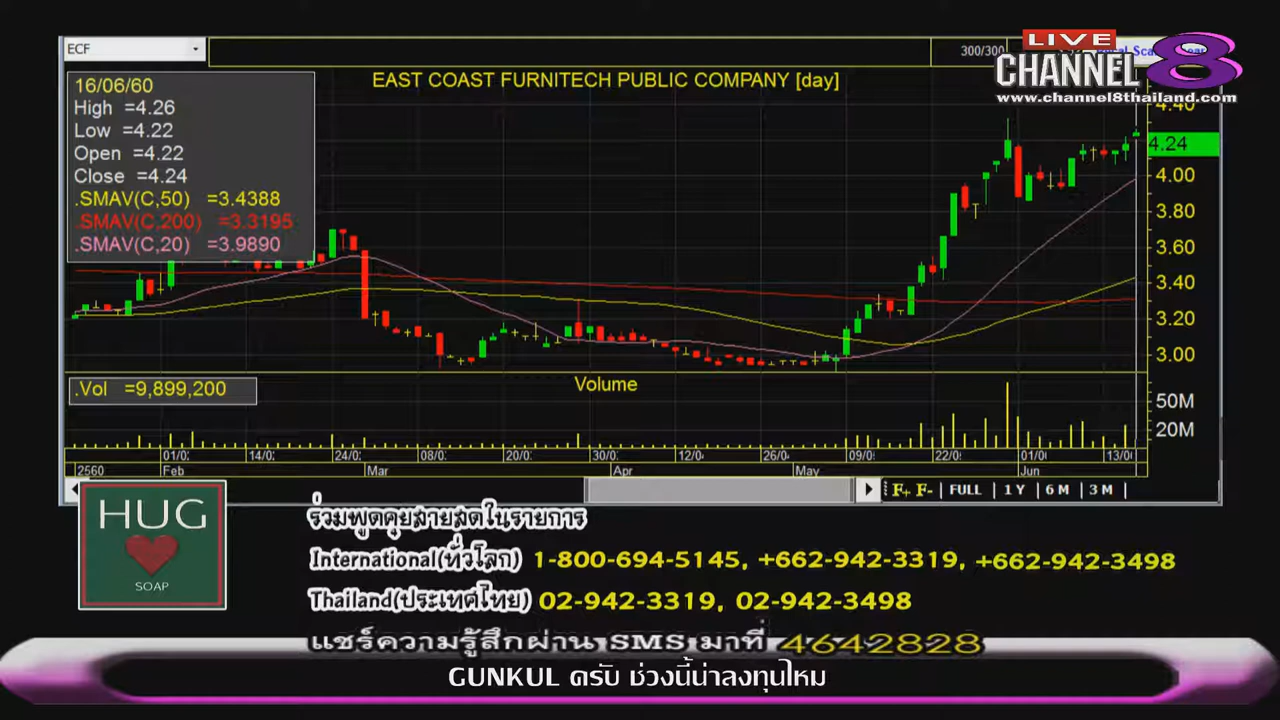 ECF
300/300
LIVE
CHANNEL 8
www.channel8thailand.com
EAST COAST FURNITECH PUBLIC COMPANY [day]
16/06/60
High =4.26
Low =4.22
Open =4.22
Close =4.24
.SMAV(C,50) =3.4388
.SMAV(C,200) =3.3195
.SMAV(C,20) =3.9890
4.40
4.24
4.00
3.80
3.60
3.40
3.20
3.00
.Vol =9,899,200
Volume
50M
20M
01/0 14/0 24/0 08/0 20/0 30/0 12/0 26/0 09/0 22/0 01/0 13/0
2560 Feb Mar Apr May Jun
F+ F- FULL 1 Y 6 M 3 M
HUG
SOAP
ร่วมพูดคุยสายสดในรายการ
International(ทั่วโลก) 1-800-694-5145, +662-942-3319, +662-942-3498
Thailand(ประเทศไทย) 02-942-3319, 02-942-3498
แชร์ความรู้สึกผ่าน SMS มาที่ 4642828
GUNKUL ครับ ช่วงนี้น่าลงทุนไหม